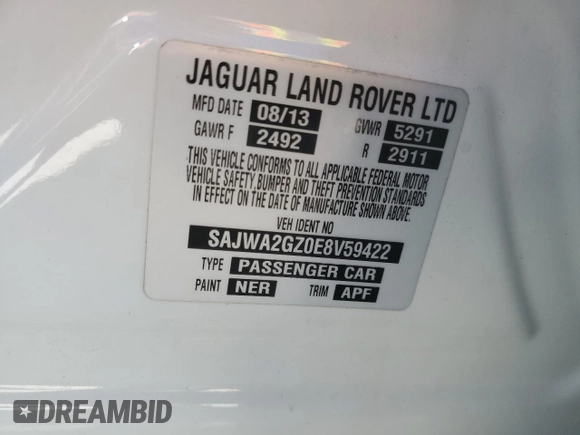 JAGUAR LAND ROVER LTD
MFD DATE 08/13 GVWR 5291
GAWR F 2492 R 2911
THIS VEHICLE CONFORMS TO ALL APPLICABLE FEDERAL MOTOR
VEHICLE SAFETY, BUMPER AND THEFT PREVENTION STANDARDS
IN EFFECT ON THE DATE OF MANUFACTURE SHOWN ABOVE.
VEH IDENT NO
SAJWA2GZ0E8V59422
TYPE PASSENGER CAR
PAINT NER TRIM APF
DREAMBID